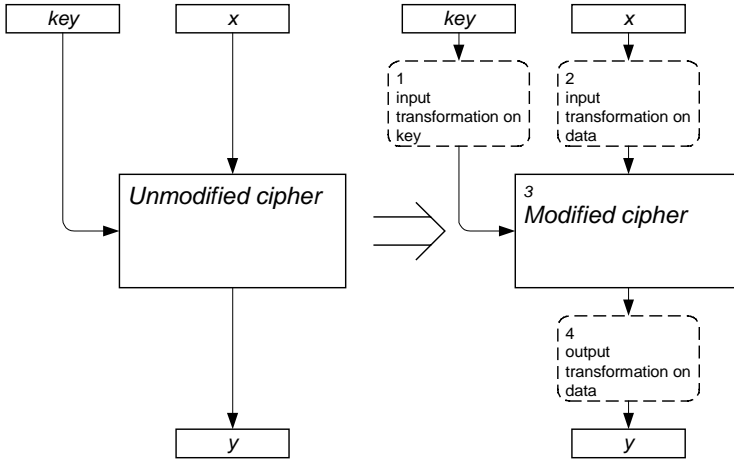 key
x
Unmodified cipher
y
key
x
1
input
transformation on
key
2
input
transformation on
data
3
Modified cipher
4
output
transformation on
data
y